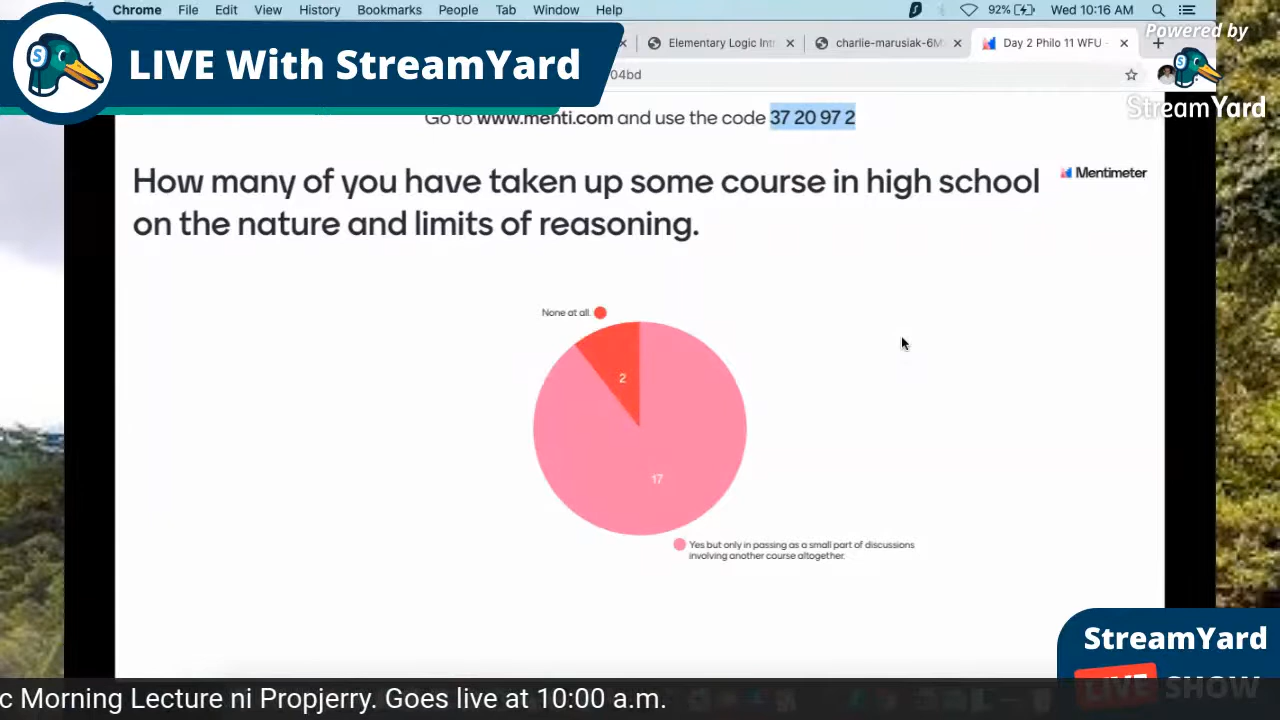 Chrome File Edit View History Bookmarks People Tab Window Help
92% Wed 10:16 AM
Powered by
StreamYard
LIVE With StreamYard
Elementary Logic Int
charlie-marusiak-6M
Day 2 Philo 11 WFU -
04bd
Go to www.menti.com and use the code 37 20 97 2
Mentimeter
How many of you have taken up some course in high school
on the nature and limits of reasoning.
None at all.
2
17
Yes but only in passing as a small part of discussions
involving another course altogether.
StreamYard
LIVE SHOW
c Morning Lecture ni Propjerry. Goes live at 10:00 a.m.